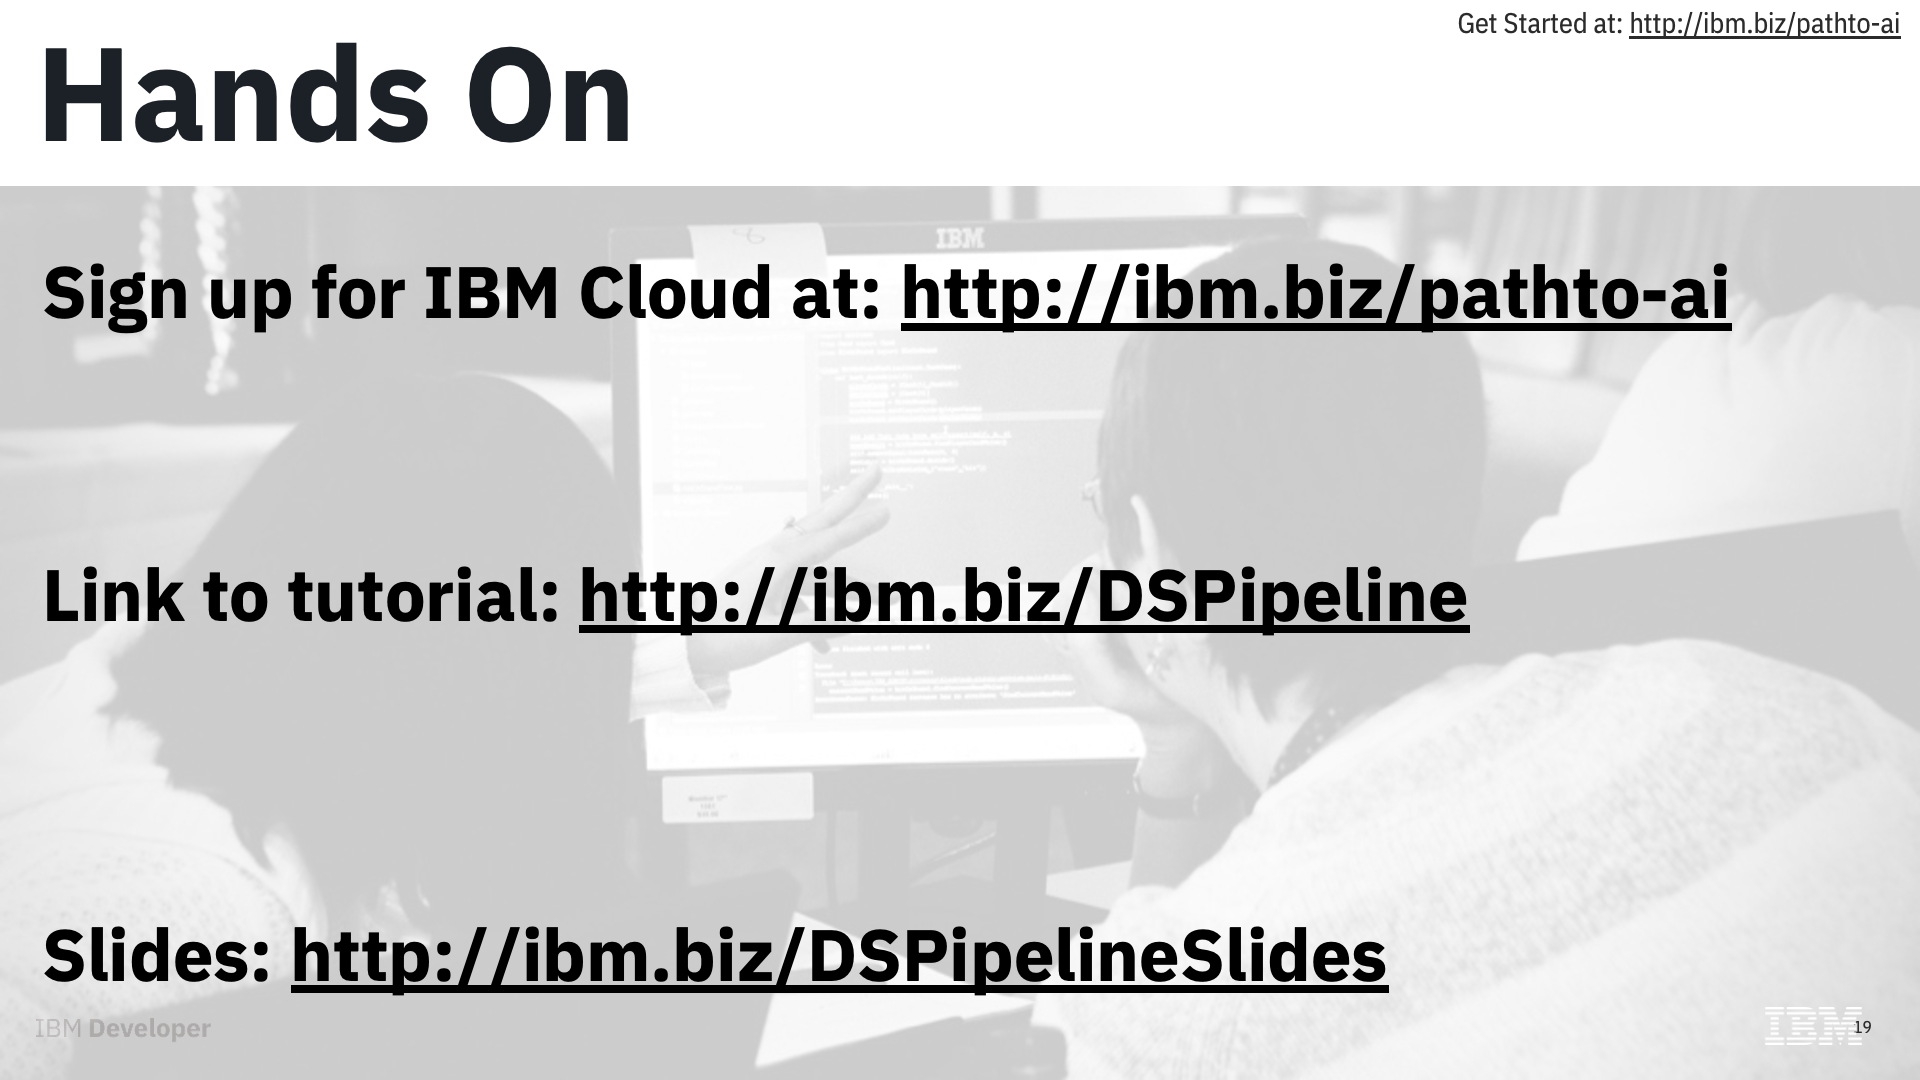 Get Started at: http://ibm.biz/pathto-ai
Hands On
IBM
Sign up for IBM Cloud at: http://ibm.biz/pathto-ai
Link to tutorial: http://ibm.biz/DSPipeline
Slides: http://ibm.biz/DSPipelineSlides
IBM Developer
IBM
19